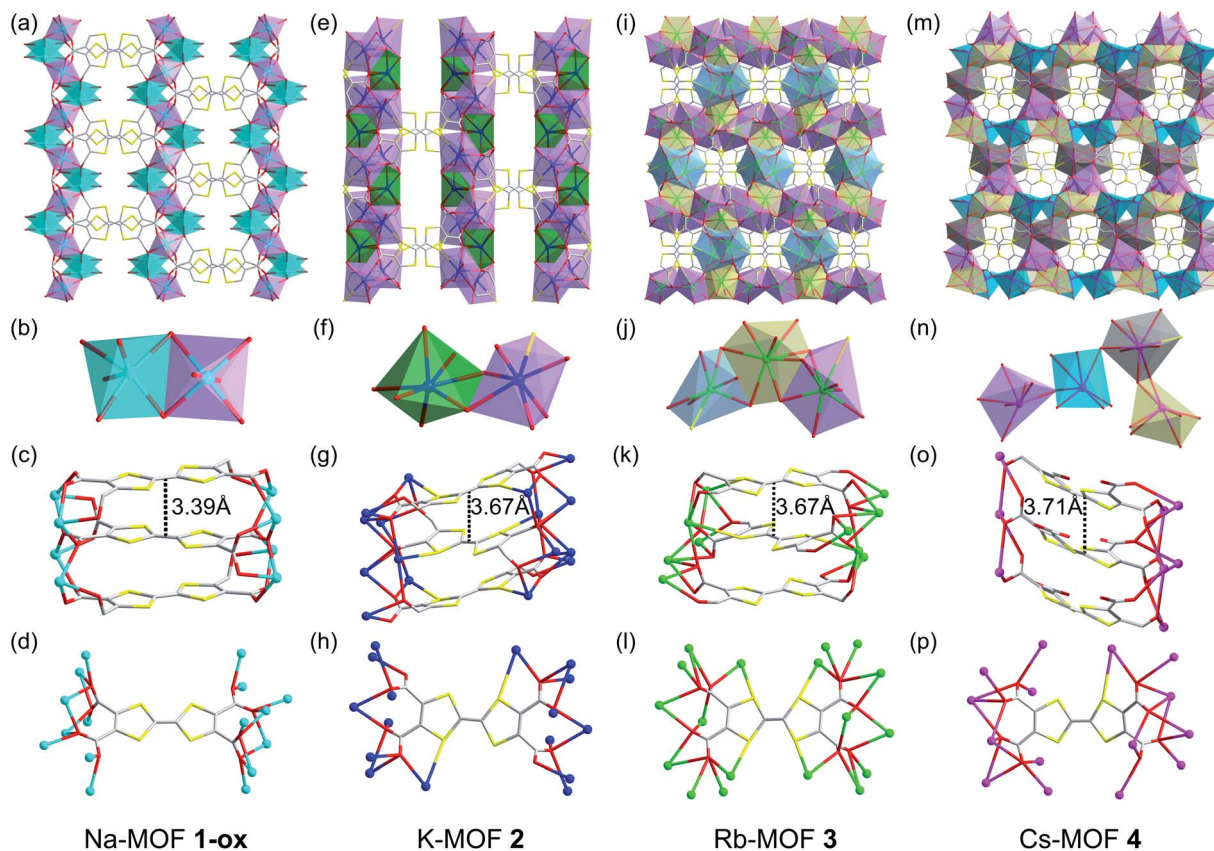 (a) (e) (i) (m)
(b) (f) (j) (n)
(c) (g) (k) (o)
3.39Å 3.67Å 3.67Å 3.71Å
(d) (h) (l) (p)
Na-MOF 1-ox K-MOF 2 Rb-MOF 3 Cs-MOF 4